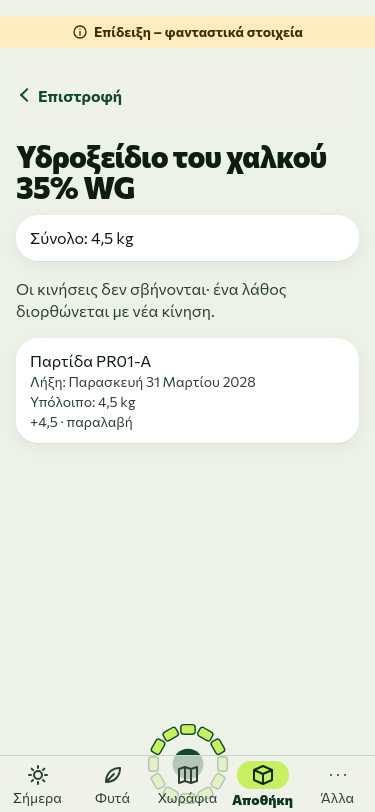 Επίδειξη – φανταστικά στοιχεία
Επιστροφή
Υδροξείδιο του χαλκού
35% WG
Σύνολο: 4,5 kg
Οι κινήσεις δεν σβήνονται· ένα λάθος
διορθώνεται με νέα κίνηση.
Παρτίδα PR01-A
Λήξη: Παρασκευή 31 Μαρτίου 2028
Υπόλοιπο: 4,5 kg
+4,5 · παραλαβή
Σήμερα
Φυτά
Χωράφια
Αποθήκη
Άλλα